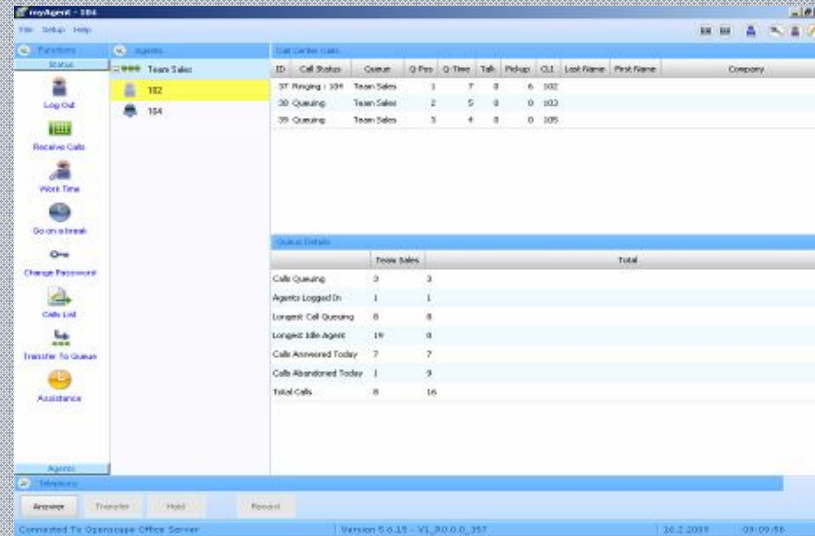 myAgent - 104
File Setup Help
Functions
Agents
Call Center Calls
Status
Team Sales
ID Call Status Queue Q-Pos Q-Time Talk Pickup CLI Last Name First Name Company
102
37 Ringing : 104 Team Sales 1 7 0 6 102
Log Out
104
38 Queuing Team Sales 2 5 0 0 103
39 Queuing Team Sales 3 4 0 0 105
Receive Calls
Work Time
Go on a break
Queue Details
Team Sales Total
Change Password
Calls Queuing 3 3
Agents Logged In 1 1
Calls List
Longest Call Queuing 8 8
Longest Idle Agent 19 0
Transfer To Queue
Calls Answered Today 7 7
Calls Abandoned Today 1 9
Assistance
Total Calls 8 16
Agents
Telephony
Answer Transfer Hold Record
Connected To Openscape Office Server Version 5.6.15 - V1_R0.0.0_357 10.2.2009 09:09:56